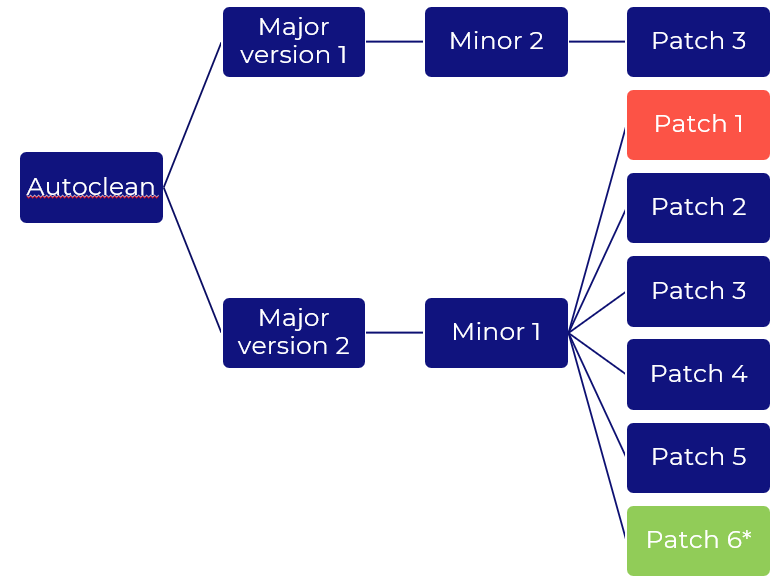 Major
version 1
Minor 2
Patch 3
Patch 1
Autoclean
Patch 2
Patch 3
Major
version 2
Minor 1
Patch 4
Patch 5
Patch 6*